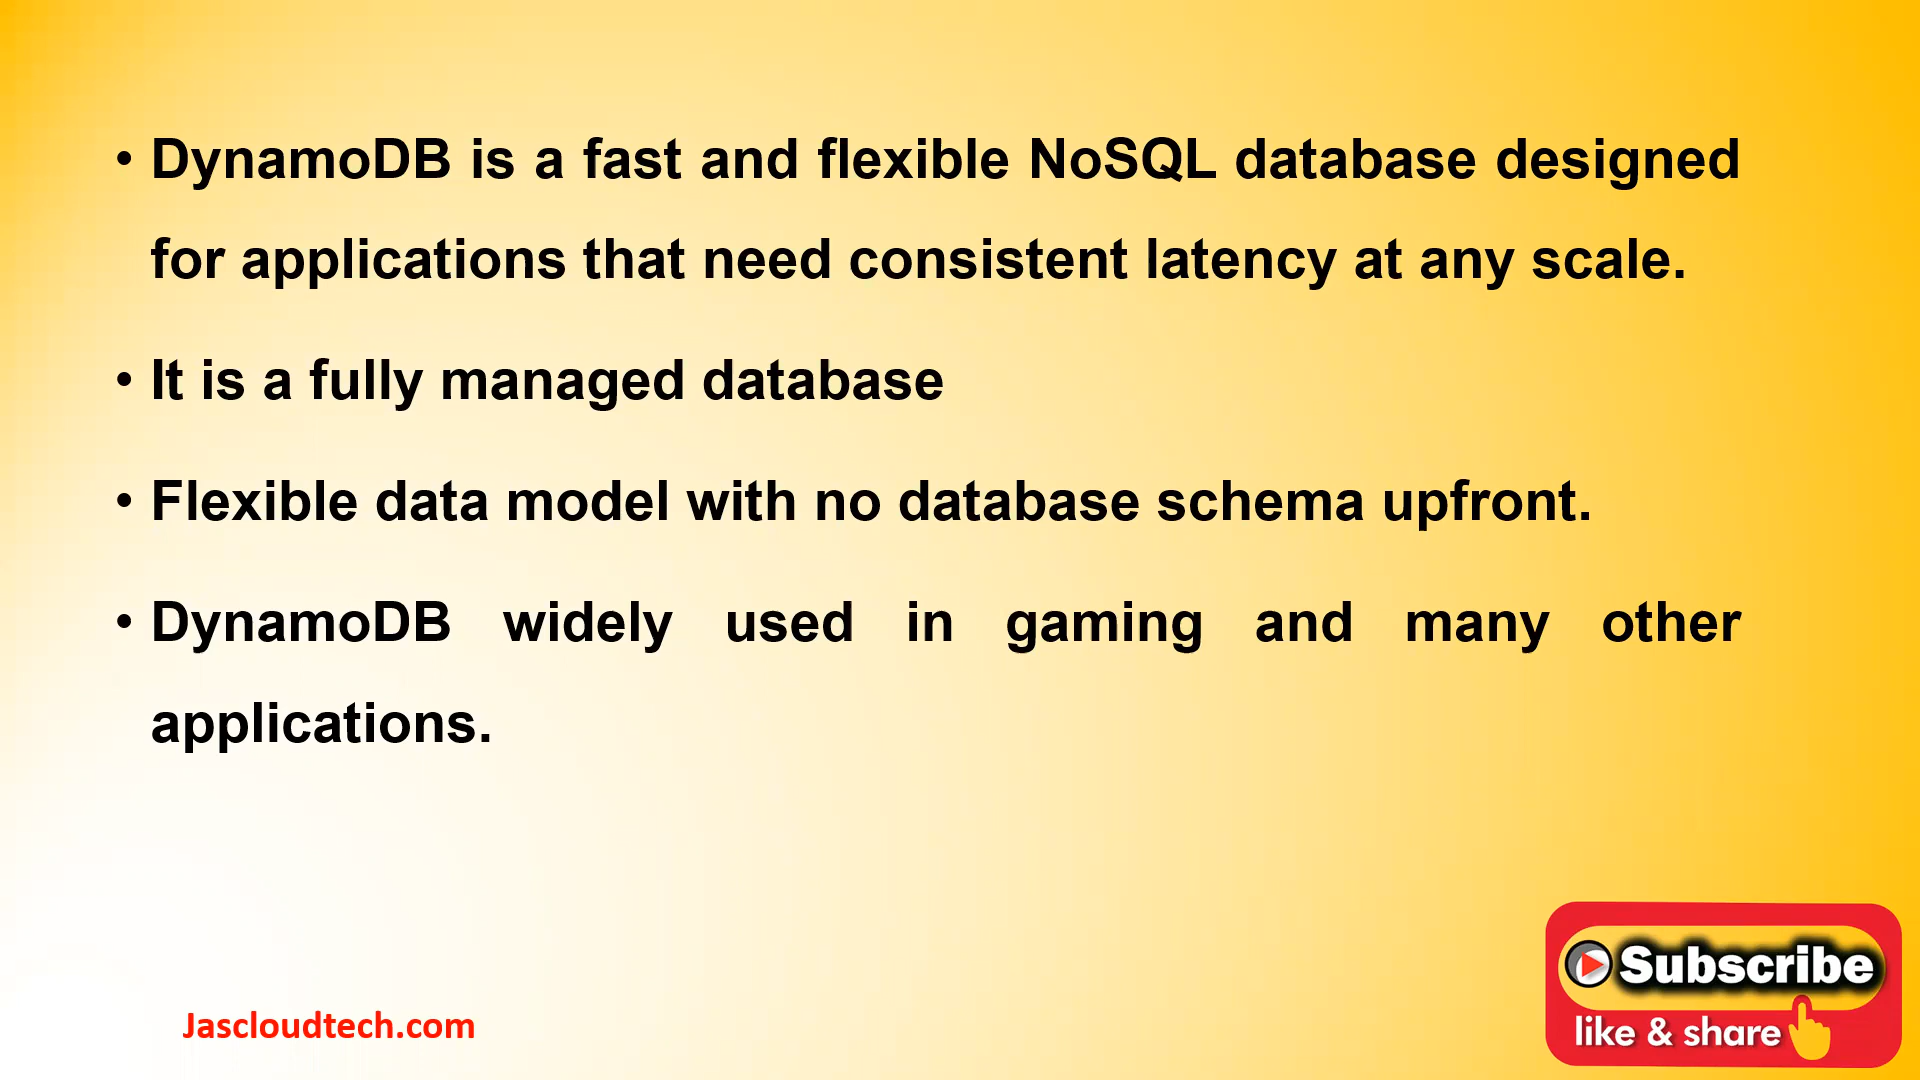 • DynamoDB is a fast and flexible NoSQL database designed
for applications that need consistent latency at any scale.
• It is a fully managed database
• Flexible data model with no database schema upfront.
• DynamoDB widely used in gaming and many other
applications.
Subscribe
like & share
Jascloudtech.com